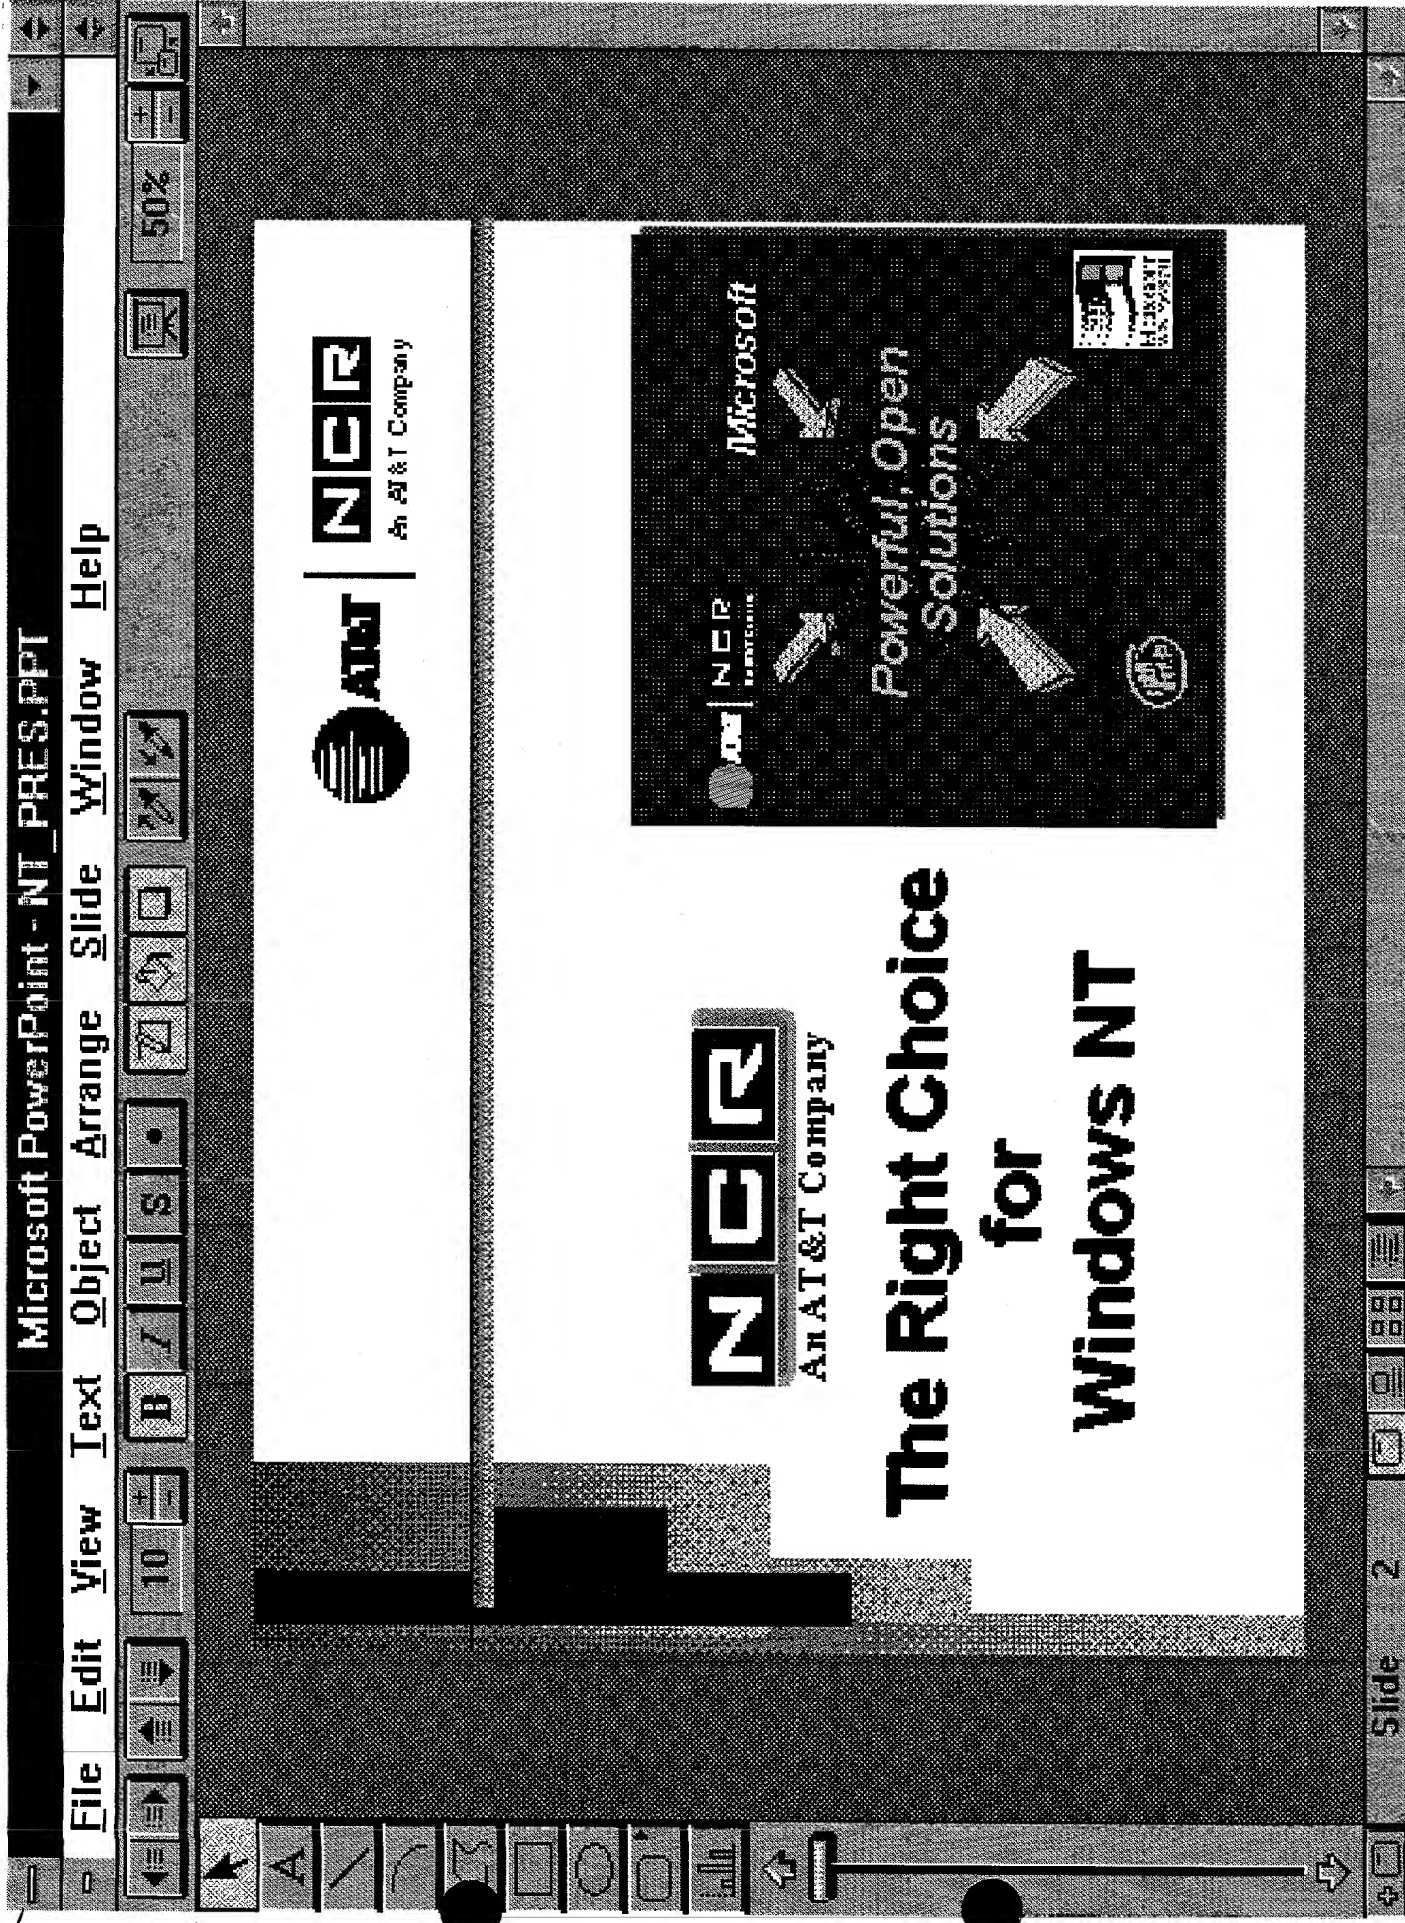 Microsoft PowerPoint - NT_PRES.PPT
File Edit View Text Object Arrange Slide Window Help
10 + - B I U S 50% + -
A
AT&T NCR
An AT&T Company
NCR
An AT&T Company
The Right Choice
for
Windows NT
AT&T NCR Microsoft
Powerful, Open
Solutions
Slide 2